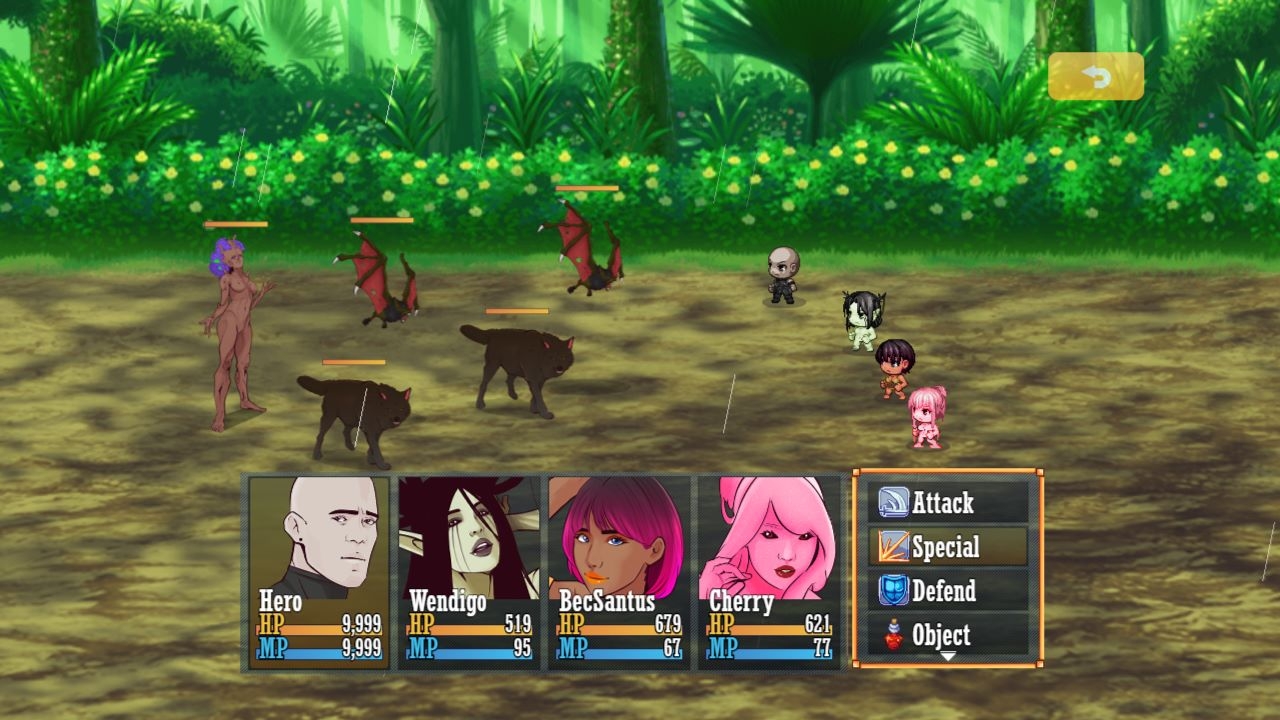 Hero
HP 9,999
MP 9,999
Wendigo
HP 519
MP 95
BecSantus
HP 679
MP 67
Cherry
HP 621
MP 77
Attack
Special
Defend
Object